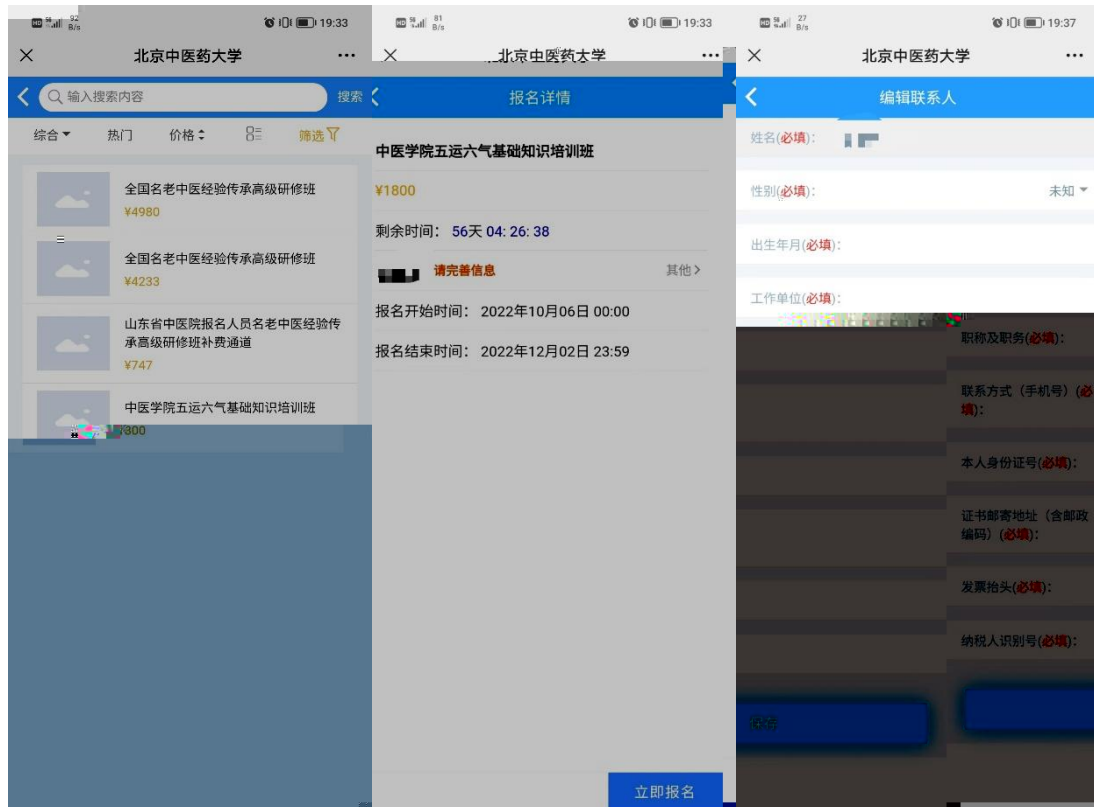 HD 5G 92 B/s 19:33
北京中医药大学
输入搜索内容 搜索
综合 热门 价格 筛选
全国名老中医经验传承高级研修班
¥4980
全国名老中医经验传承高级研修班
¥4233
山东省中医院报名人员名老中医经验传
承高级研修班补费通道
¥747
中医学院五运六气基础知识培训班
800
HD 5G 81 B/s 19:33
北京中医药大学
报名详情
中医学院五运六气基础知识培训班
¥1800
剩余时间： 56天 04: 26: 38
请完善信息 其他
报名开始时间： 2022年10月06日 00:00
报名结束时间： 2022年12月02日 23:59
立即报名
HD 5G 27 B/s 19:37
北京中医药大学
编辑联系人
姓名(必填):
性别(必填): 未知
出生年月(必填):
工作单位(必填):
职称及职务(必填):
联系方式（手机号）(必
填):
本人身份证号(必填):
证书邮寄地址（含邮政
编码）(必填):
发票抬头(必填):
纳税人识别号(必填):
保存